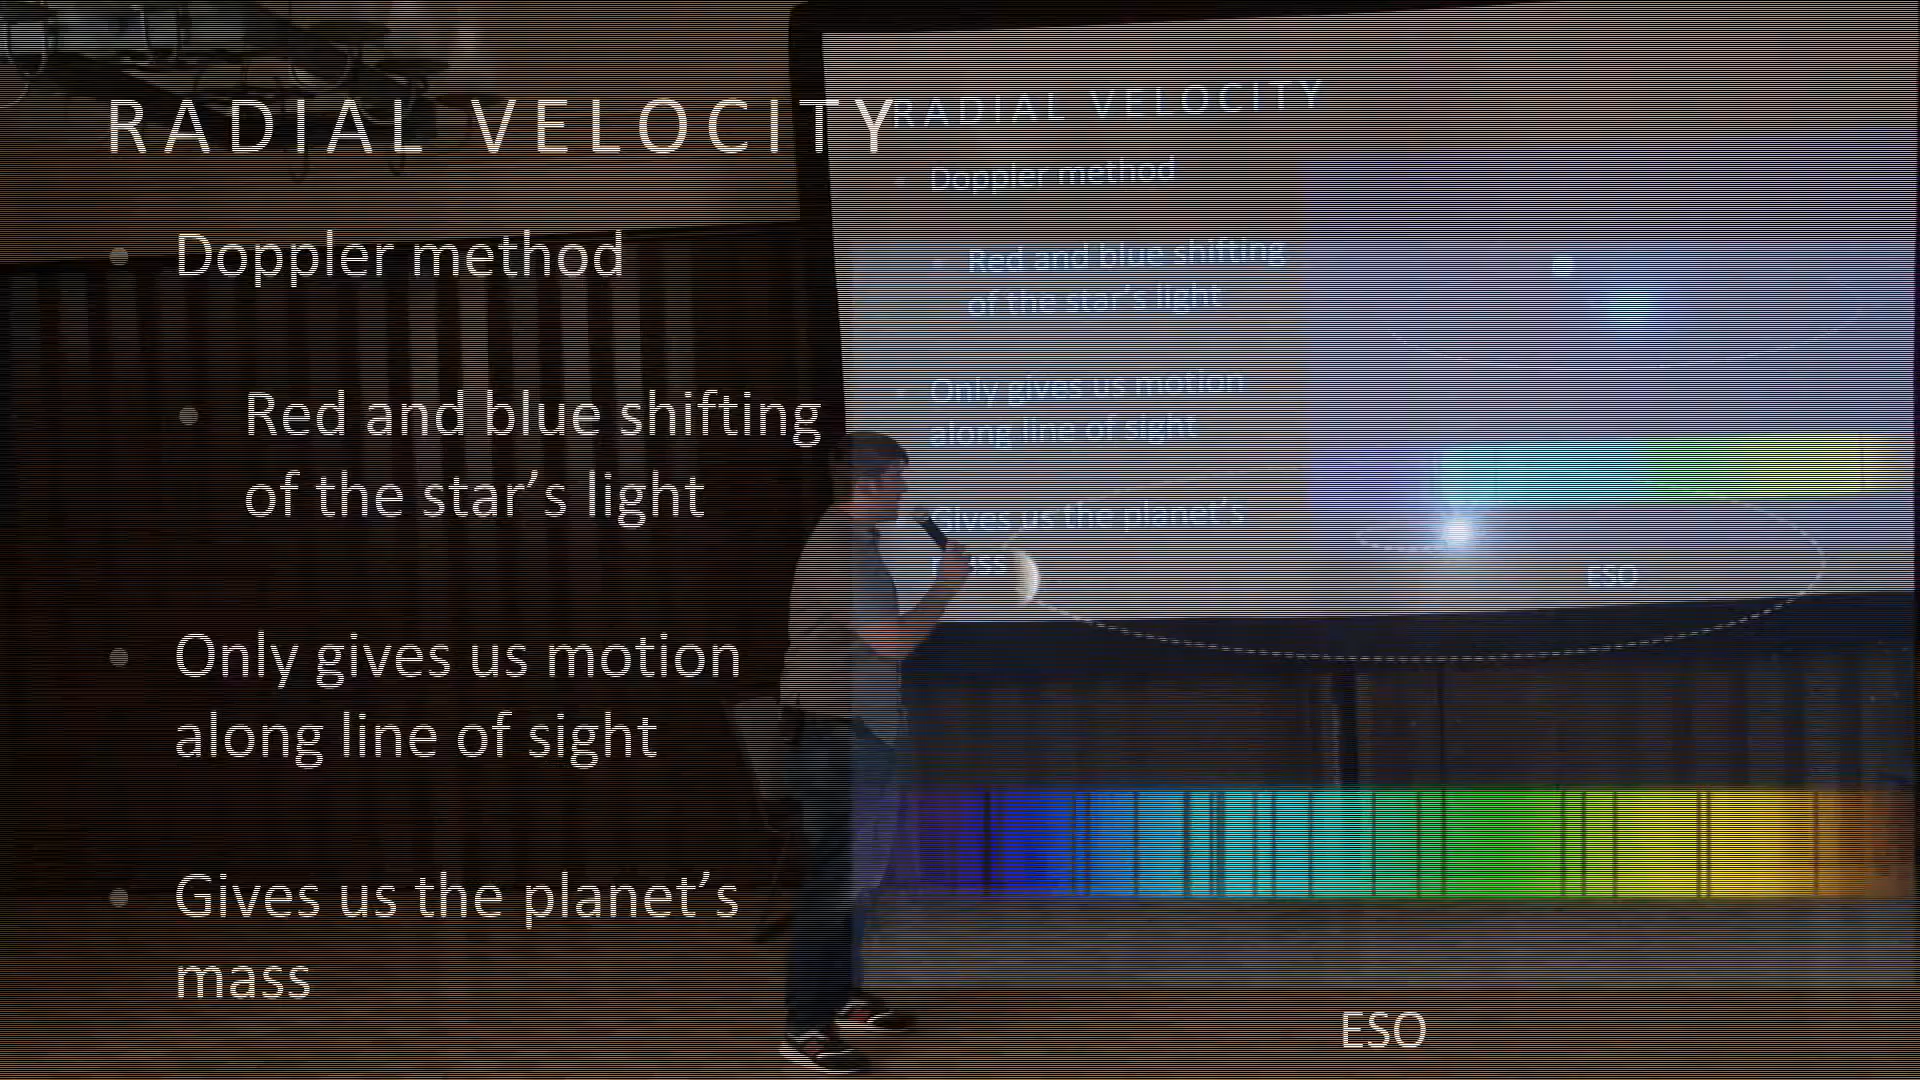 RADIAL VELOCITY
Doppler method
Red and blue shifting
of the star's light
Only gives us motion
along line of sight
Gives us the planet's
mass
ESO
RADIAL VELOCITY
Doppler method
Red and blue shifting
of the star's light
Only gives us motion
along line of sight
Gives us the planet's
mass
ESO